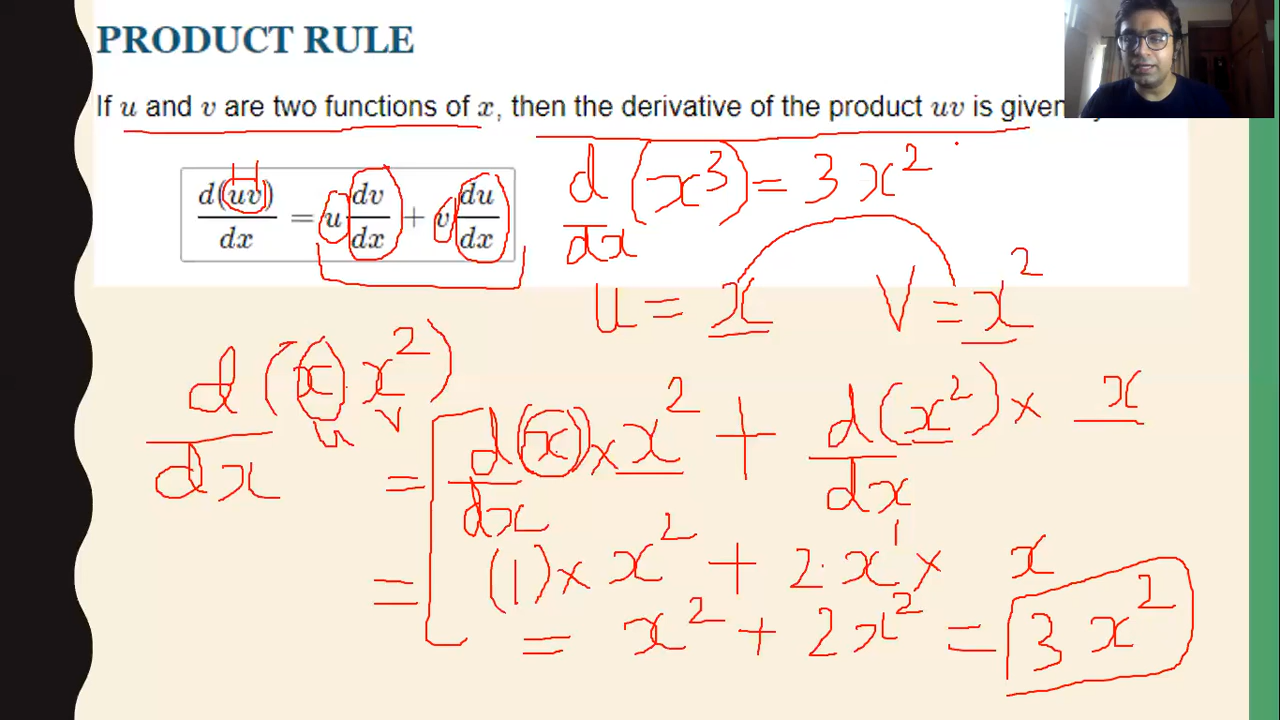 PRODUCT RULE
If u and v are two functions of x, then the derivative of the product uv is given
d(uv)/dx = u dv/dx + v du/dx
d/dx (x³) = 3x²
u = x    v = x²
d/dx (x · x²)
u v
= d/dx (x) × x² + d/dx (x²) × x
= (1) × x² + 2·x¹ × x
= x² + 2x² = 3x²